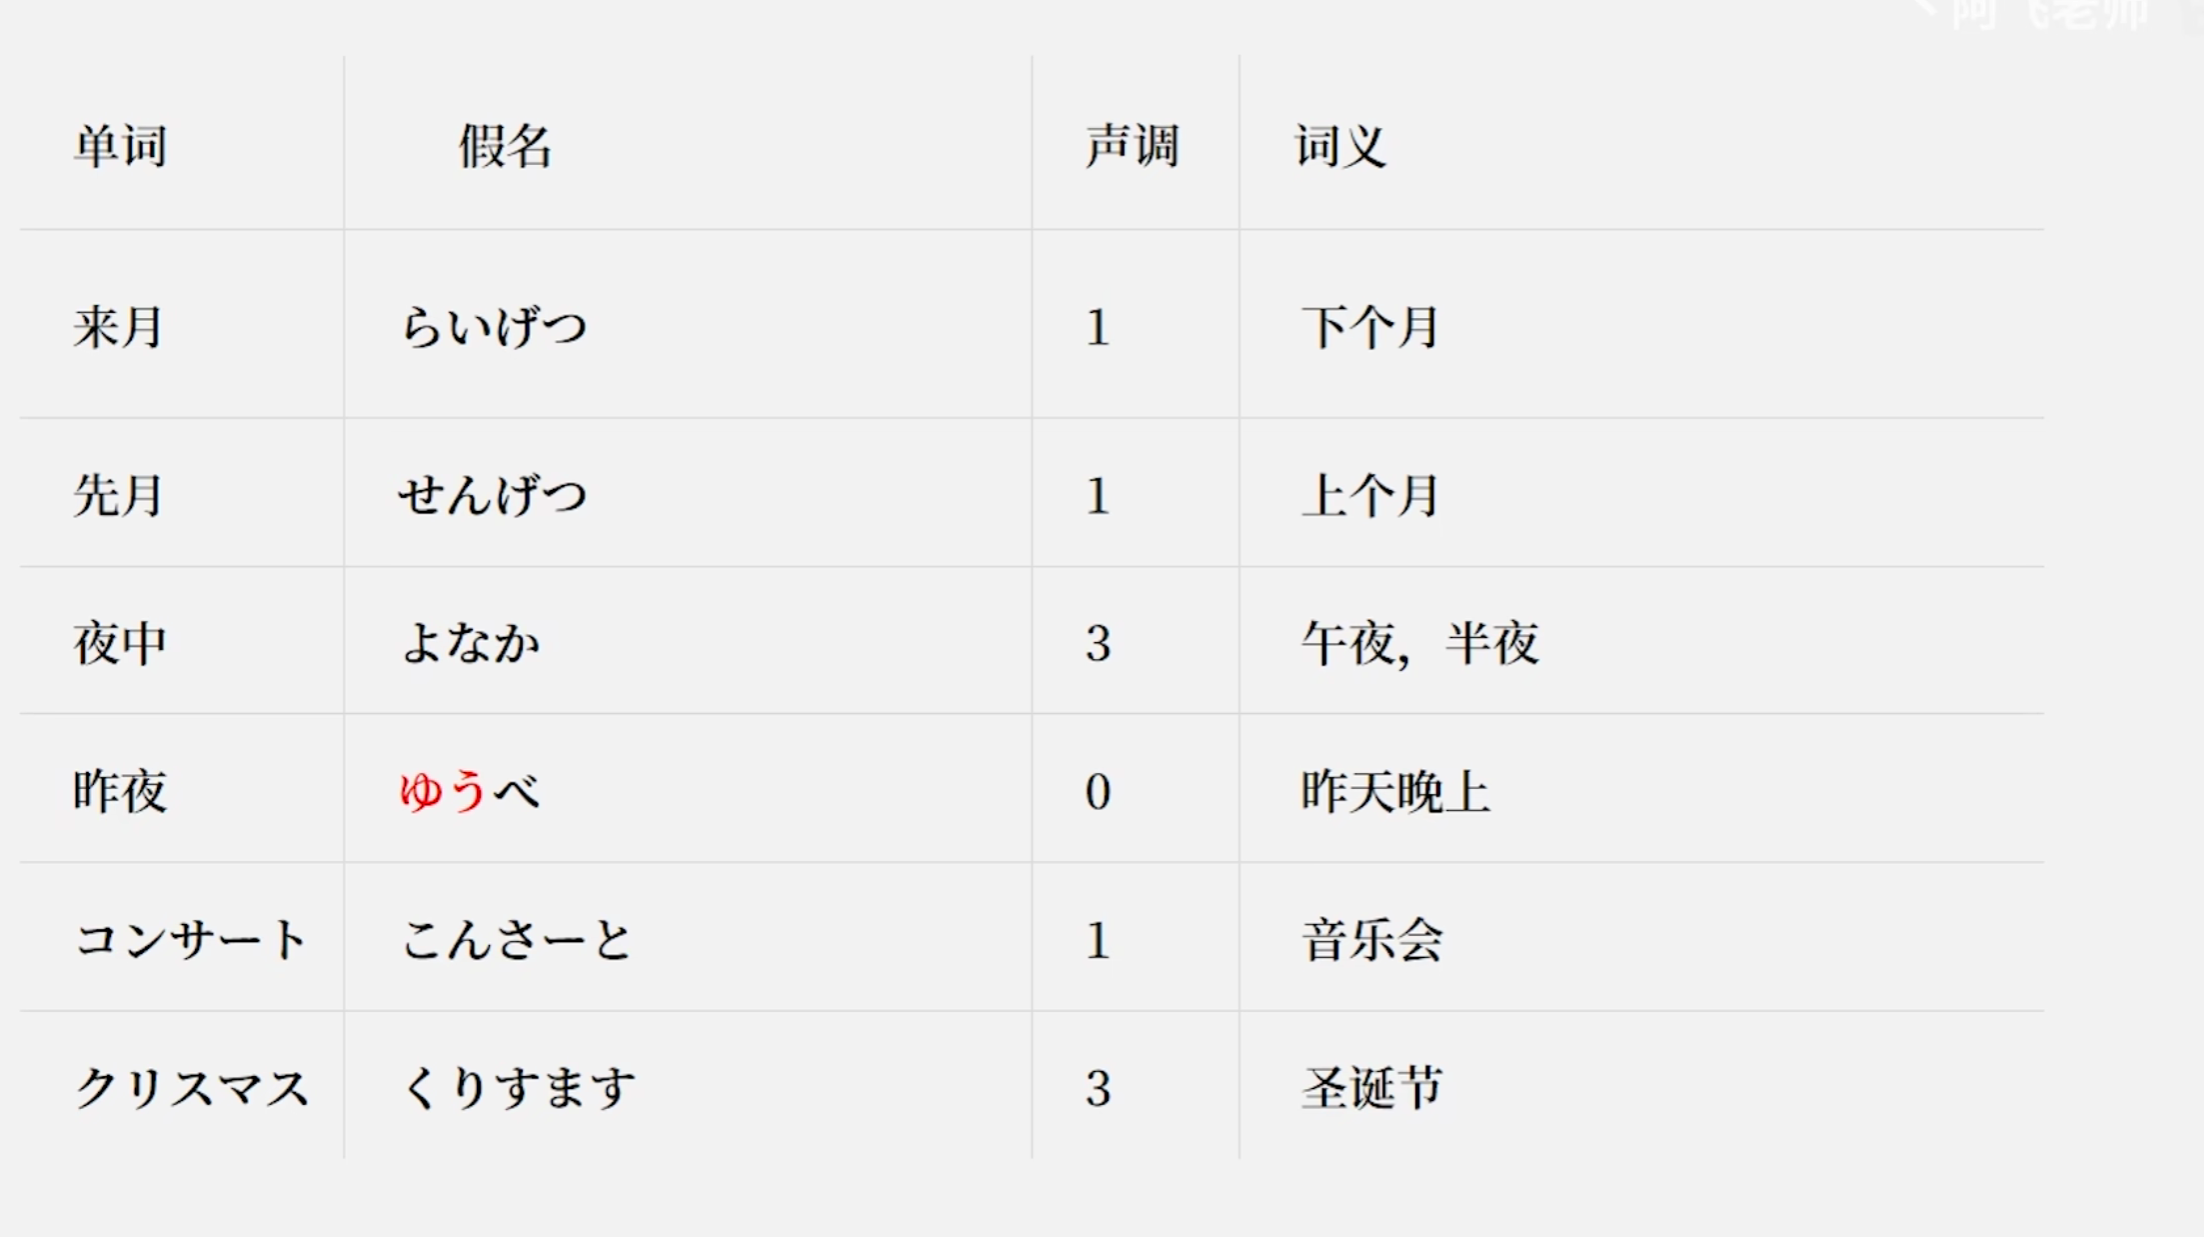 阿飞老师
单词 假名 声调 词义
来月 らいげつ 1 下个月
先月 せんげつ 1 上个月
夜中 よなか 3 午夜，半夜
昨夜 ゆうべ 0 昨天晚上
コンサート こんさーと 1 音乐会
クリスマス くりすます 3 圣诞节